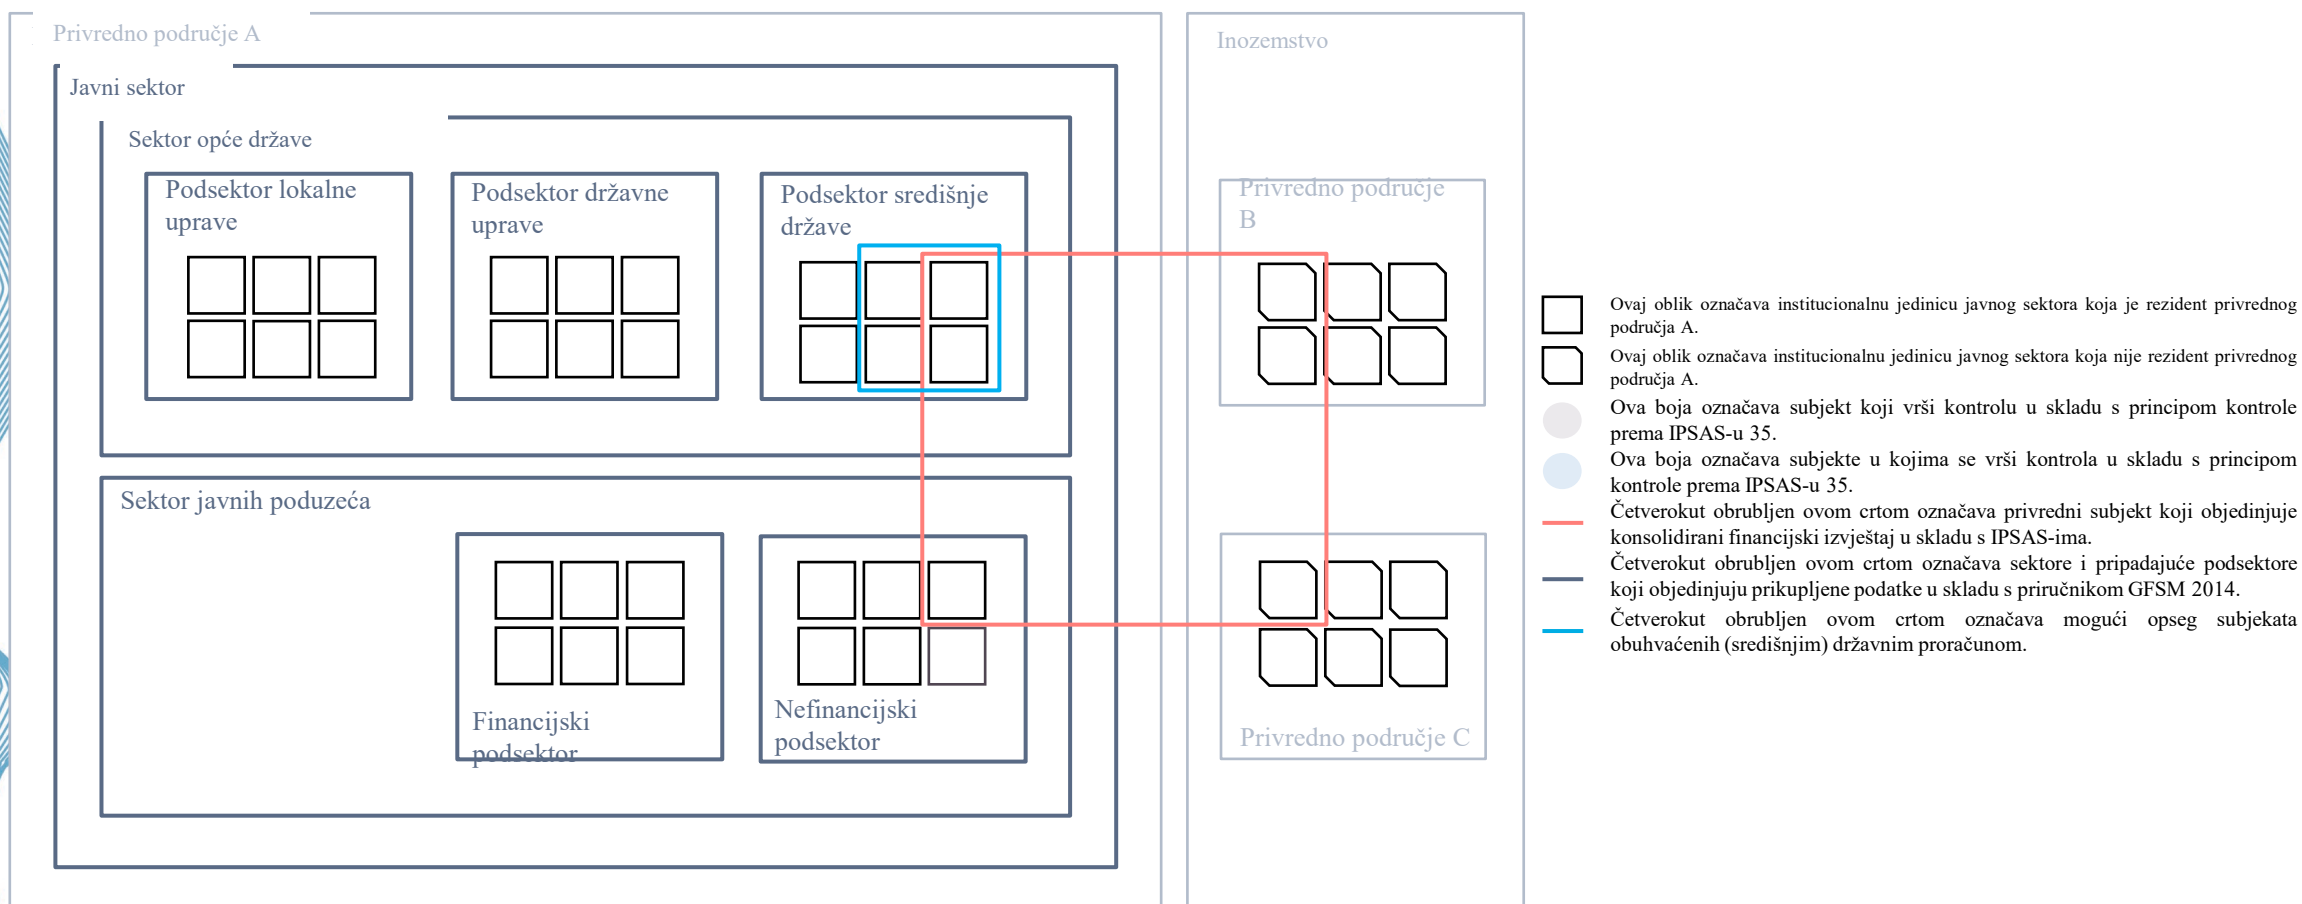 Privredno područje A
Inozemstvo
Javni sektor
Sektor opće države
Podsektor lokalne
uprave
Podsektor državne
uprave
Podsektor središnje
države
Privredno područje
B
Sektor javnih poduzeća
Financijski
podsektor
Nefinancijski
podsektor
Privredno područje C
Ovaj oblik označava institucionalnu jedinicu javnog sektora koja je rezident privrednog
područja A.
Ovaj oblik označava institucionalnu jedinicu javnog sektora koja nije rezident privrednog
područja A.
Ova boja označava subjekt koji vrši kontrolu u skladu s principom kontrole
prema IPSAS-u 35.
Ova boja označava subjekte u kojima se vrši kontrola u skladu s principom
kontrole prema IPSAS-u 35.
Četverokut obrubljen ovom crtom označava privredni subjekt koji objedinjuje
konsolidirani financijski izvještaj u skladu s IPSAS-ima.
Četverokut obrubljen ovom crtom označava sektore i pripadajuće podsektore
koji objedinjuju prikupljene podatke u skladu s priručnikom GFSM 2014.
Četverokut obrubljen ovom crtom označava mogući opseg subjekata
obuhvaćenih (središnjim) državnim proračunom.